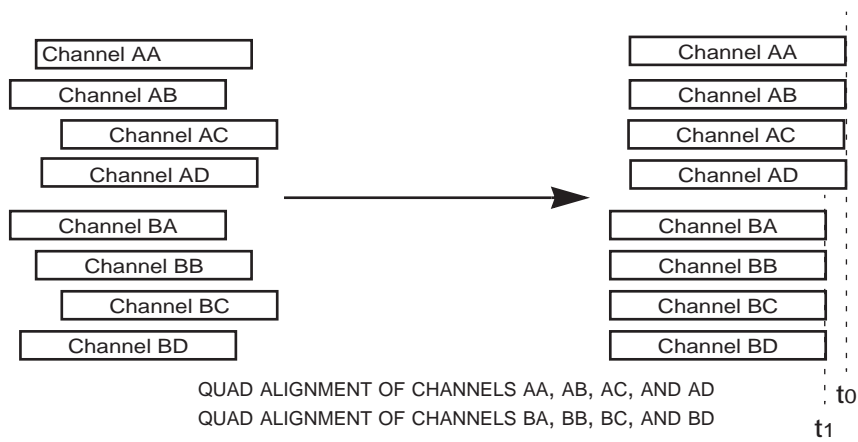 Channel AA
Channel AB
Channel AC
Channel AD
Channel BA
Channel BB
Channel BC
Channel BD
Channel AA
Channel AB
Channel AC
Channel AD
Channel BA
Channel BB
Channel BC
Channel BD
QUAD ALIGNMENT OF CHANNELS AA, AB, AC, AND AD
QUAD ALIGNMENT OF CHANNELS BA, BB, BC, AND BD
t0
t1